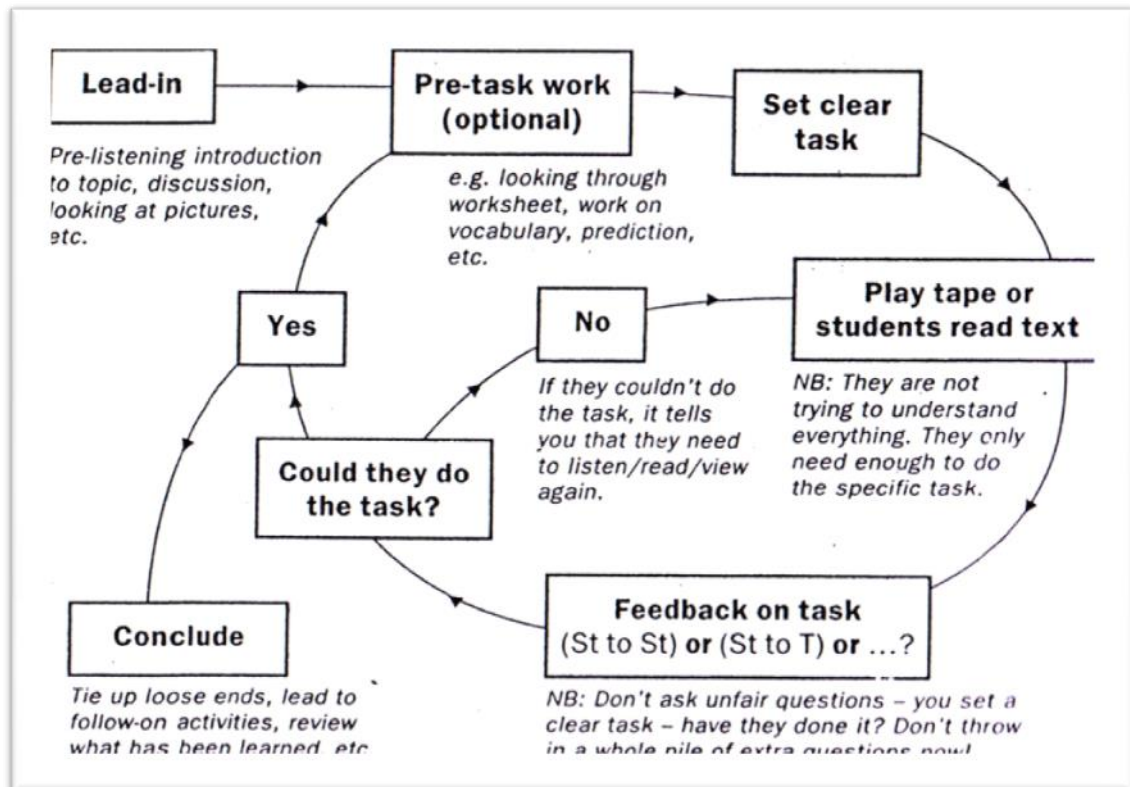 Lead-in
Pre-listening introduction
to topic, discussion,
looking at pictures,
etc.
Pre-task work
(optional)
e.g. looking through
worksheet, work on
vocabulary, prediction,
etc.
Set clear
task
Play tape or
students read text
NB: They are not
trying to understand
everything. They only
need enough to do
the specific task.
Yes
No
If they couldn't do
the task, it tells
you that they need
to listen/read/view
again.
Could they do
the task?
Feedback on task
(St to St) or (St to T) or ...?
NB: Don't ask unfair questions – you set a
clear task – have they done it? Don't throw
in a whole pile of extra questions now!
Conclude
Tie up loose ends, lead to
follow-on activities, review
what has been learned, etc